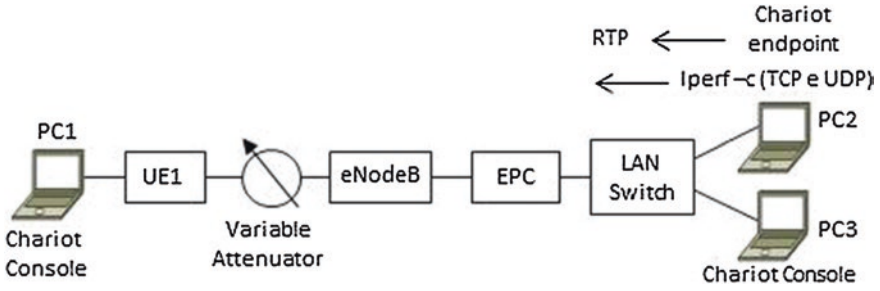 Chariot
endpoint
RTP
Iperf -c (TCP e UDP)
PC1
PC2
UE1
eNodeB
EPC
LAN
Switch
Variable
Attenuator
Chariot
Console
PC3
Chariot Console